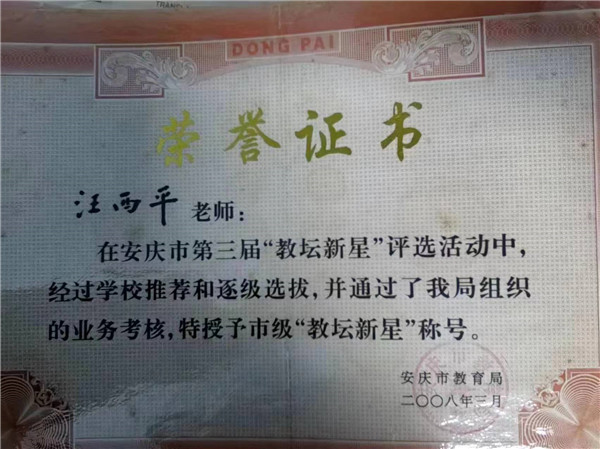 DONG PAI
荣誉证书
汪西平 老师：
在安庆市第三届“教坛新星”评选活动中，
经过学校推荐和逐级选拔，并通过了我局组织
的业务考核，特授予市级“教坛新星”称号。
安庆市教育局
二〇〇八年三月